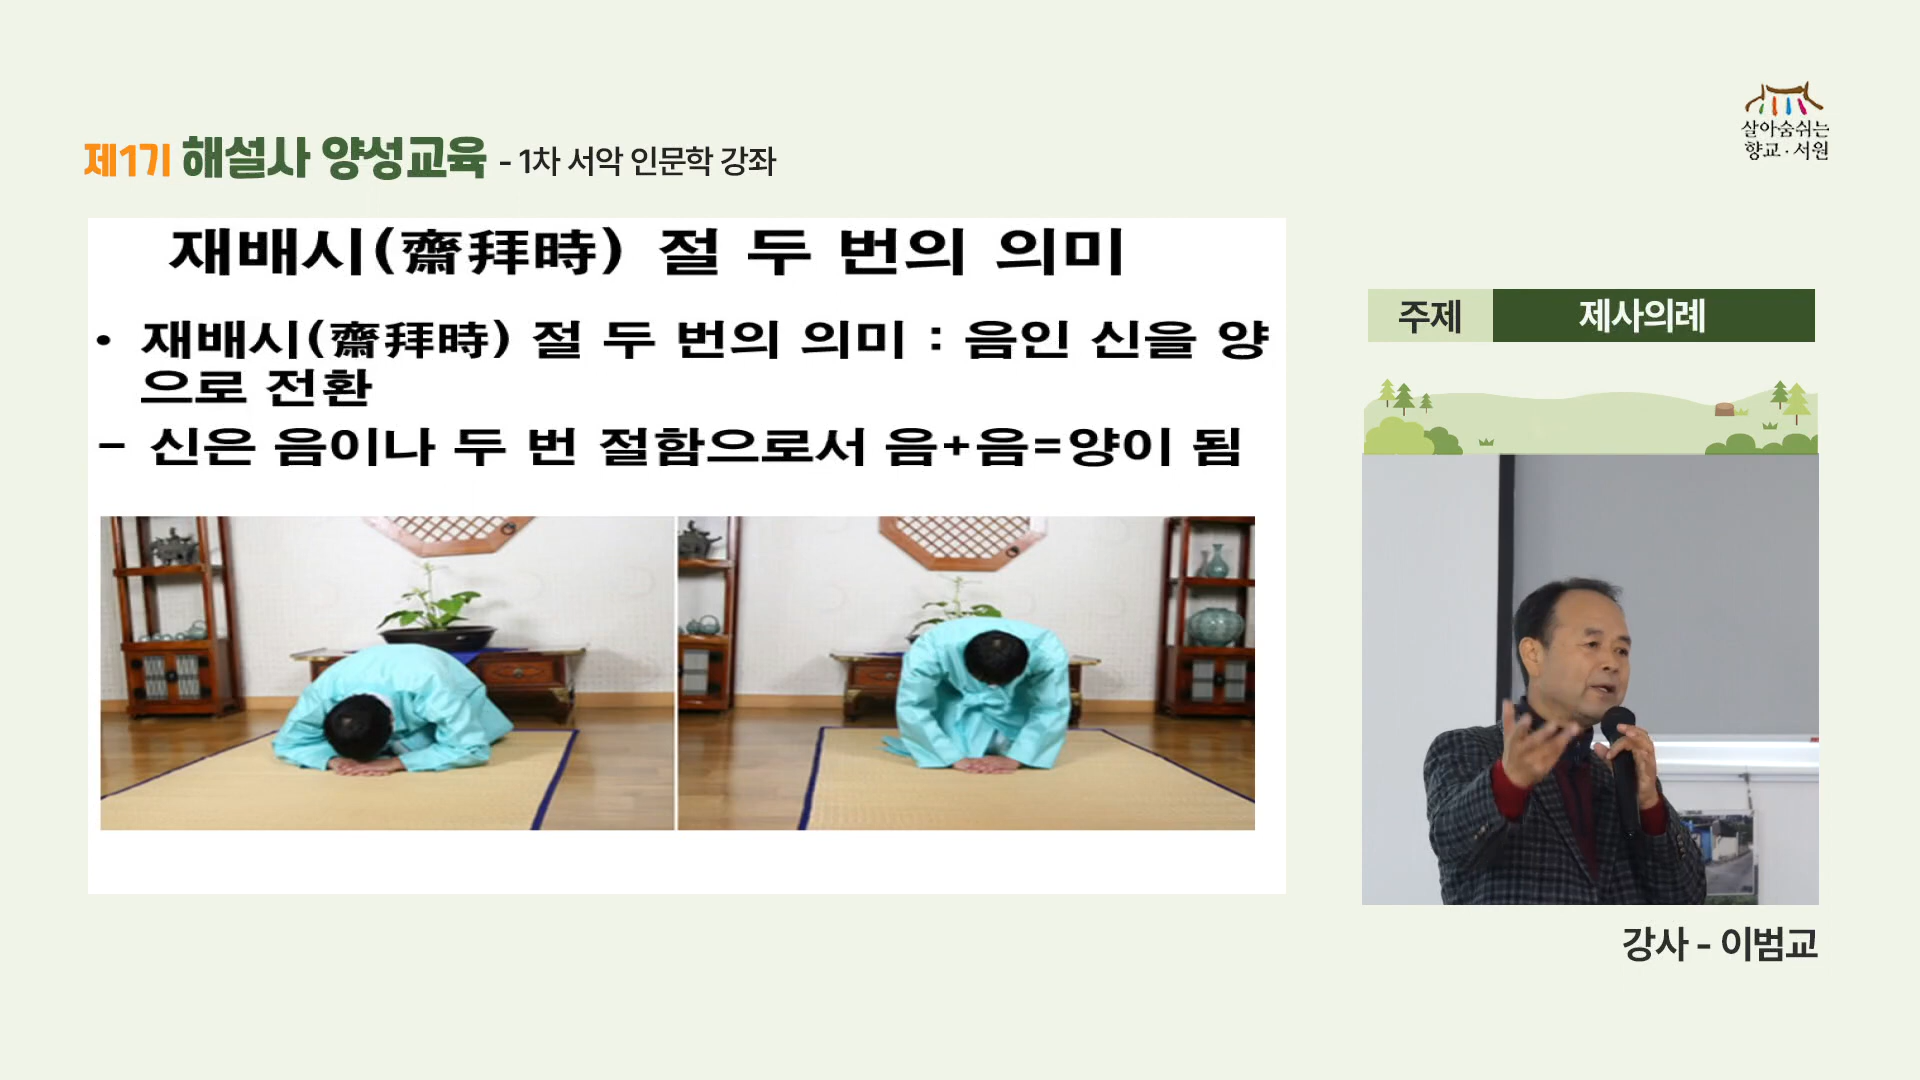 제1기 해설사 양성교육 - 1차 서악 인문학 강좌
살아숨쉬는
향교·서원
재배시(齋拜時) 절 두 번의 의미
• 재배시(齋拜時) 절 두 번의 의미 : 음인 신을 양
으로 전환
- 신은 음이나 두 번 절함으로서 음+음=양이 됨
주제 제사의례
강사 - 이범교